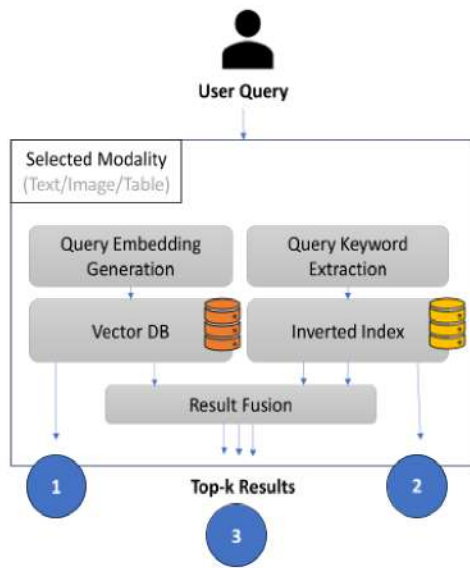 User Query
Selected Modality
(Text/Image/Table)
Query Embedding
Generation
Query Keyword
Extraction
Vector DB
Inverted Index
Result Fusion
1
Top-k Results
2
3